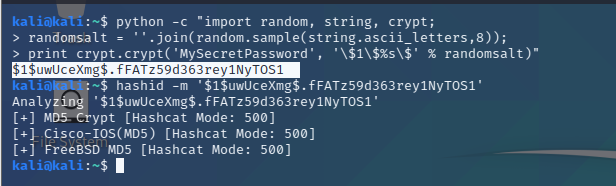 kali@kali:~$ python -c "import random, string, crypt;
> randomsalt = ''.join(random.sample(string.ascii_letters,8));
> print crypt.crypt('MySecretPassword', '\$1\$%s\$' % randomsalt)"
$1$uwUceXmg$.fFATz59d363rey1NyTOS1
kali@kali:~$ hashid -m '$1$uwUceXmg$.fFATz59d363rey1NyTOS1'
Analyzing '$1$uwUceXmg$.fFATz59d363rey1NyTOS1'
[+] MD5 Crypt [Hashcat Mode: 500]
[+] Cisco-IOS(MD5) [Hashcat Mode: 500]
File System
[+] FreeBSD MD5 [Hashcat Mode: 500]
kali@kali:~$